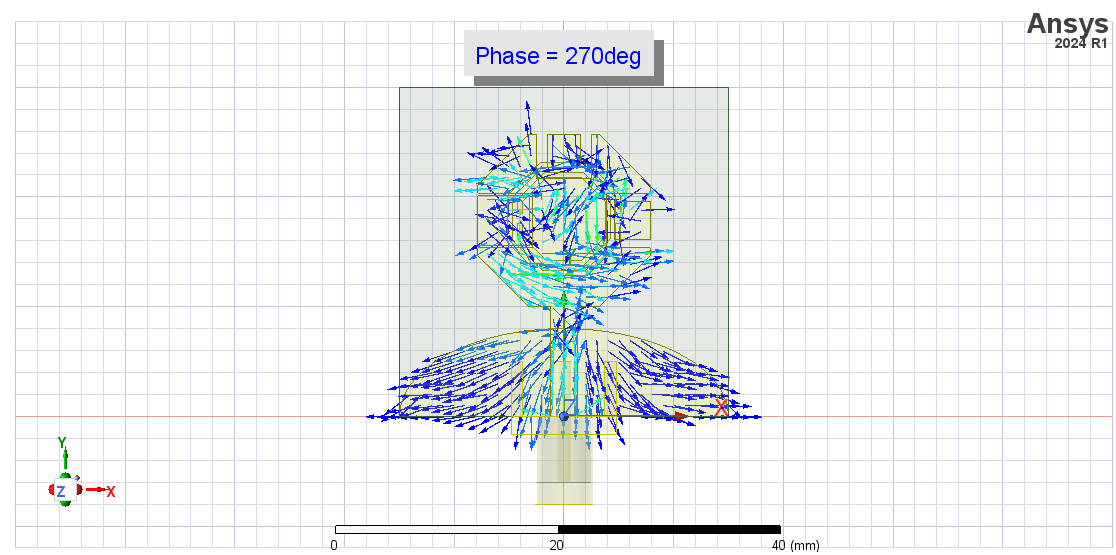 Ansys
2024 R1
Phase = 270deg
Z
X
Y
Z
X
0
20
40 (mm)